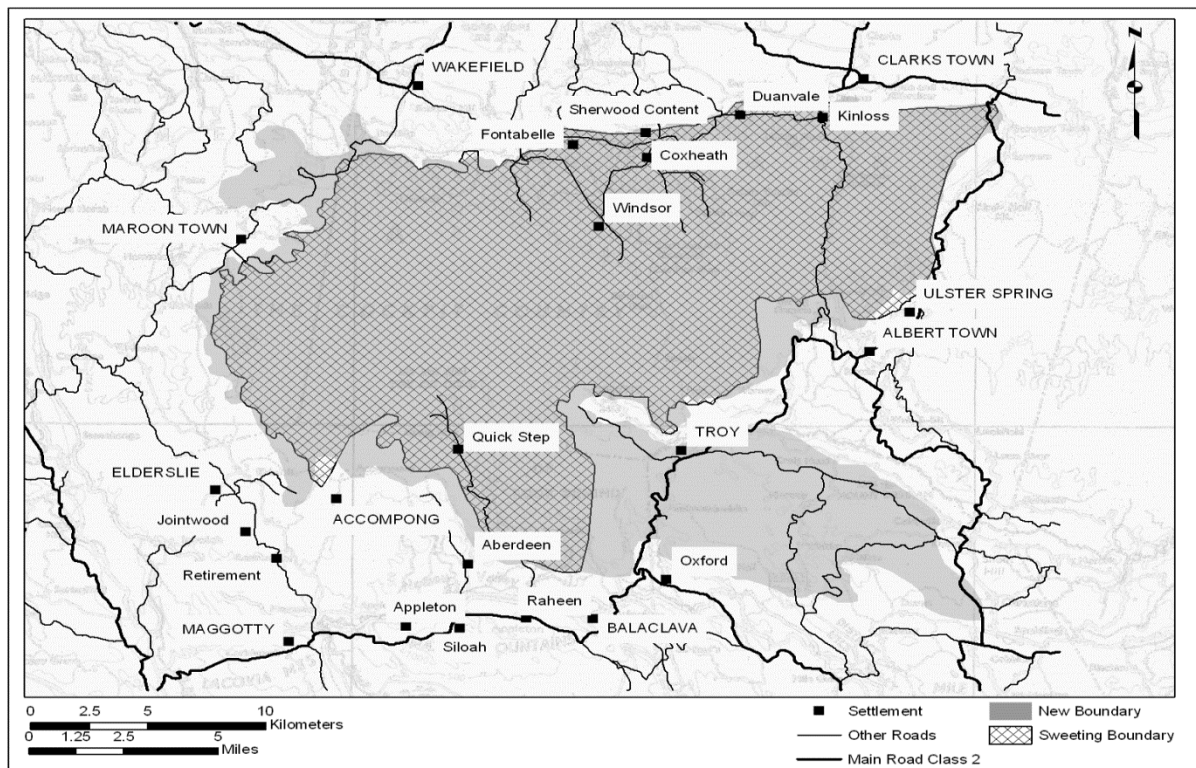 WAKEFIELD
CLARKS TOWN
Duanvale
Sherwood Content
Kinloss
Fontabelle
Coxheath
Windsor
MAROON TOWN
ULSTER SPRING
ALBERT TOWN
Quick Step
TROY
ELDERSLIE
ACCOMPONG
Jointwood
Aberdeen
Retirement
Oxford
Appleton
Raheen
MAGGOTTY
Siloah
BALACLAVA
N
0 2.5 5 10
Kilometers
0 1.25 2.5 5
Miles
Settlement
New Boundary
Other Roads
Sweeting Boundary
Main Road Class 2